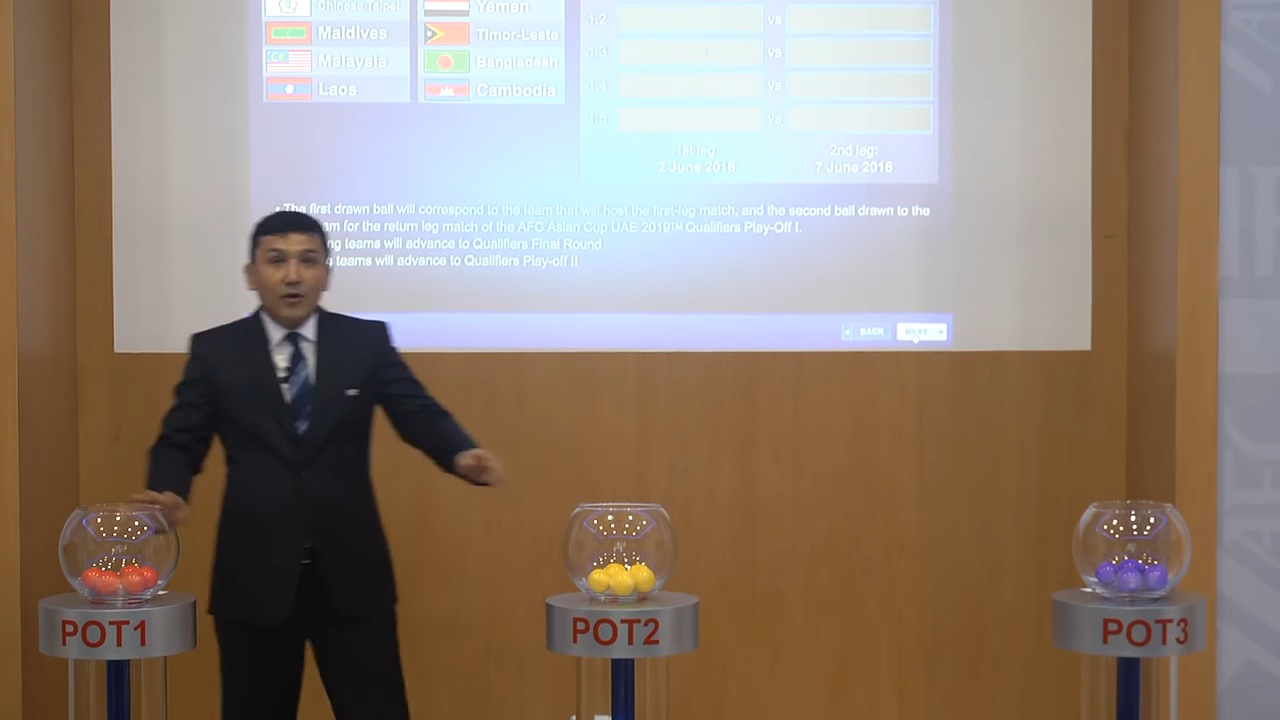 Chinese Taipei
Maldives
Malaysia
Laos
Yemen
Timor-Leste
Bangladesh
Cambodia
1.2 vs
1.3 vs
1.4 vs
1.5 vs
1st leg: 2nd leg:
2 June 2016 7 June 2016
• The first drawn ball will correspond to the team that will host the first-leg match, and the second ball drawn to the
for the return leg match of the AFC Asian Cup UAE 2019™ Qualifiers Play-Off I.
teams will advance to Qualifiers Final Round
teams will advance to Qualifiers Play-off II
BACK NEXT
POT1 POT2 POT3